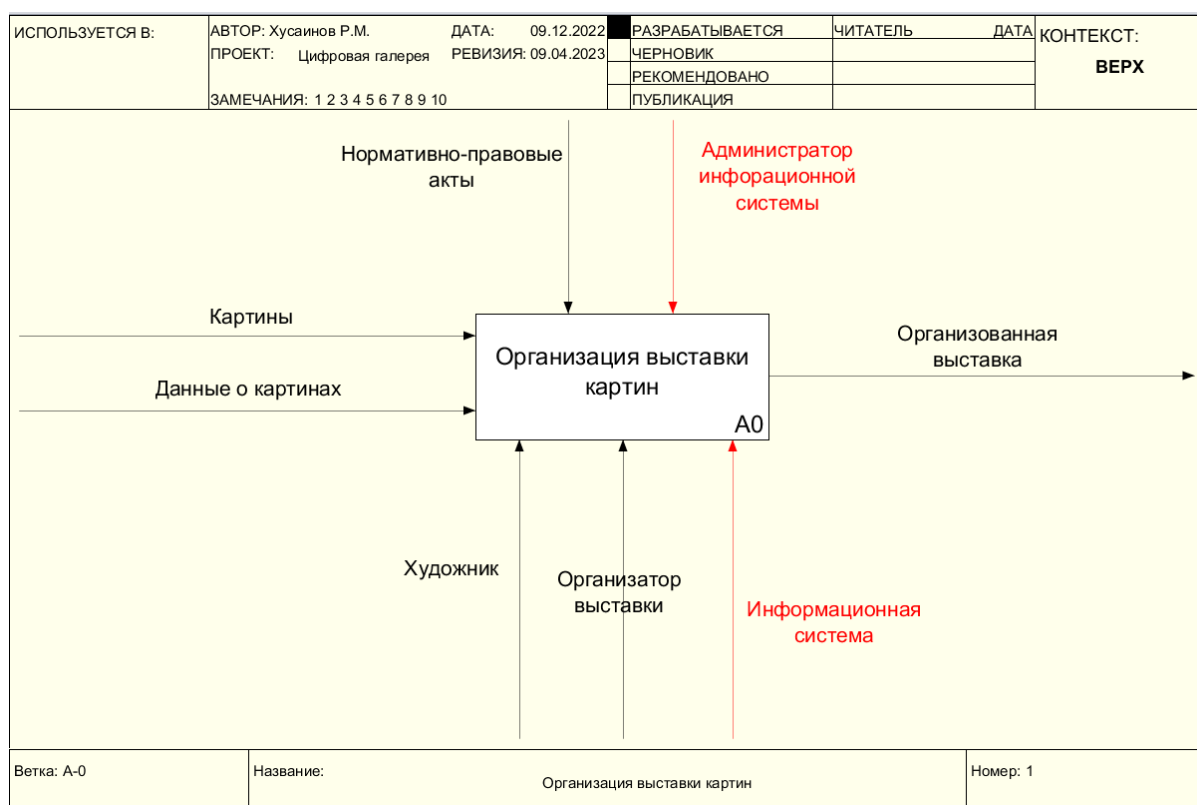 ИСПОЛЬЗУЕТСЯ В:
АВТОР: Хусаинов Р.М.
ДАТА: 09.12.2022
ПРОЕКТ: Цифровая галерея
РЕВИЗИЯ: 09.04.2023
ЗАМЕЧАНИЯ: 1 2 3 4 5 6 7 8 9 10
РАЗРАБАТЫВАЕТСЯ
ЧЕРНОВИК
РЕКОМЕНДОВАНО
ПУБЛИКАЦИЯ
ЧИТАТЕЛЬ
ДАТА
КОНТЕКСТ:
ВЕРХ
Нормативно-правовые
акты
Администратор
инфорационной
системы
Картины
Данные о картинах
Организация выставки
картин
A0
Организованная
выставка
Художник
Организатор
выставки
Информационная
система
Ветка: A-0
Название:
Организация выставки картин
Номер: 1